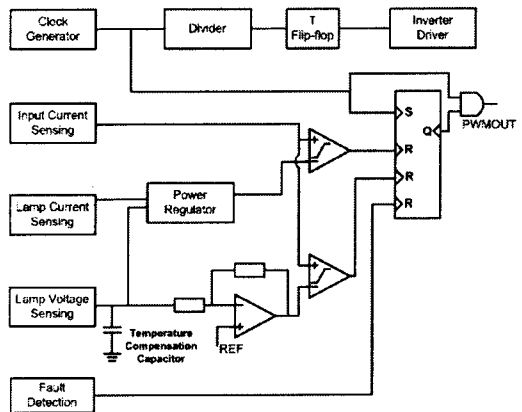 Clock
Generator
Divider
T
Flip-flop
Inverter
Driver
Input Current
Sensing
S
Q
PWMOUT
R
R
R
Lamp Current
Sensing
Power
Regulator
Lamp Voltage
Sensing
Temperature
Compensation
Capacitor
REF
Fault
Detection